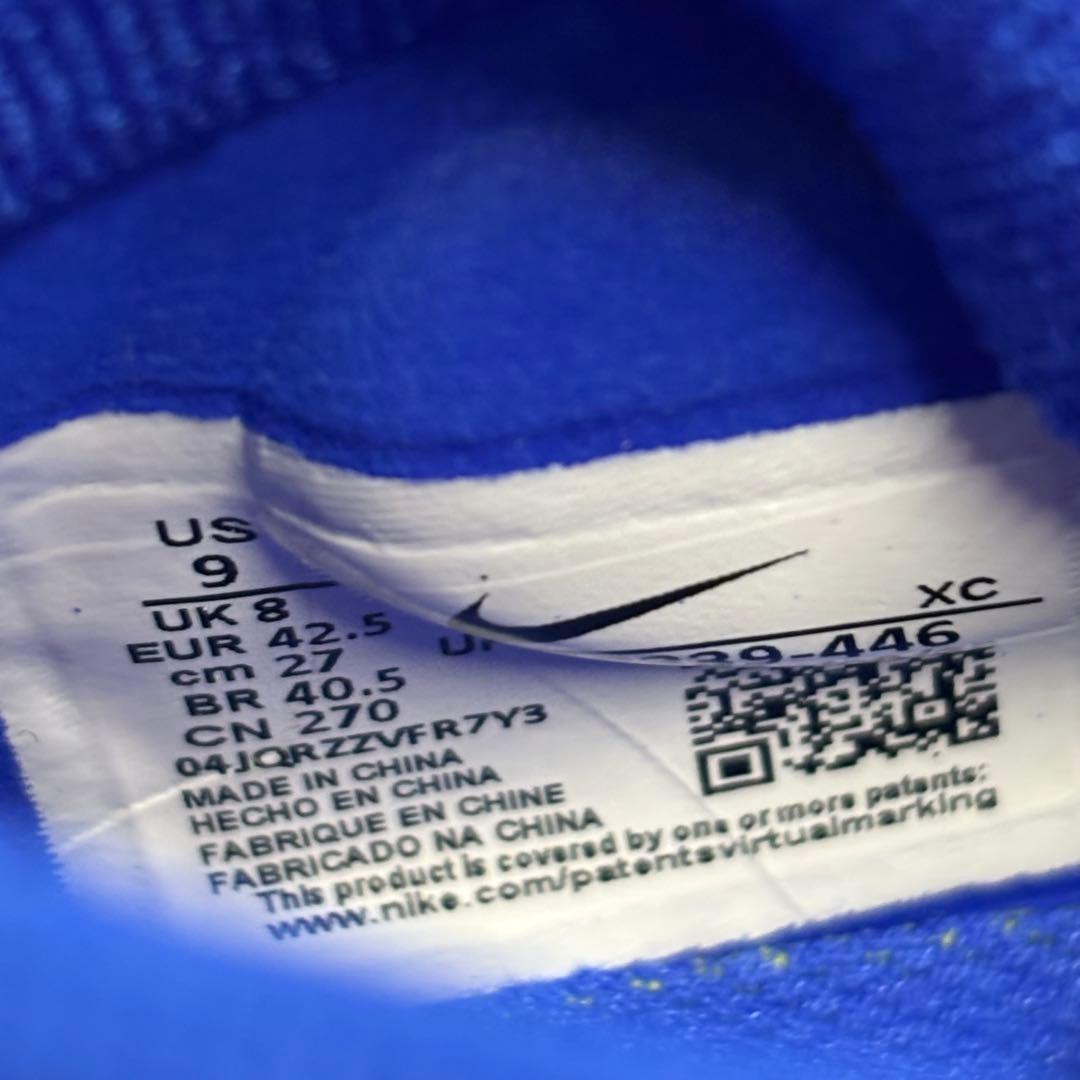 US
9
UK 8
EUR 42.5
cm 27
BR 40.5
CN 270
04JQRZZVFR7Y3
MADE IN CHINA
HECHO EN CHINA
FABRIQUE EN CHINE
FABRICADO NA CHINA
This product is covered by one or more patents:
www.nike.com/patentsvirtualmarking
XC
39-446